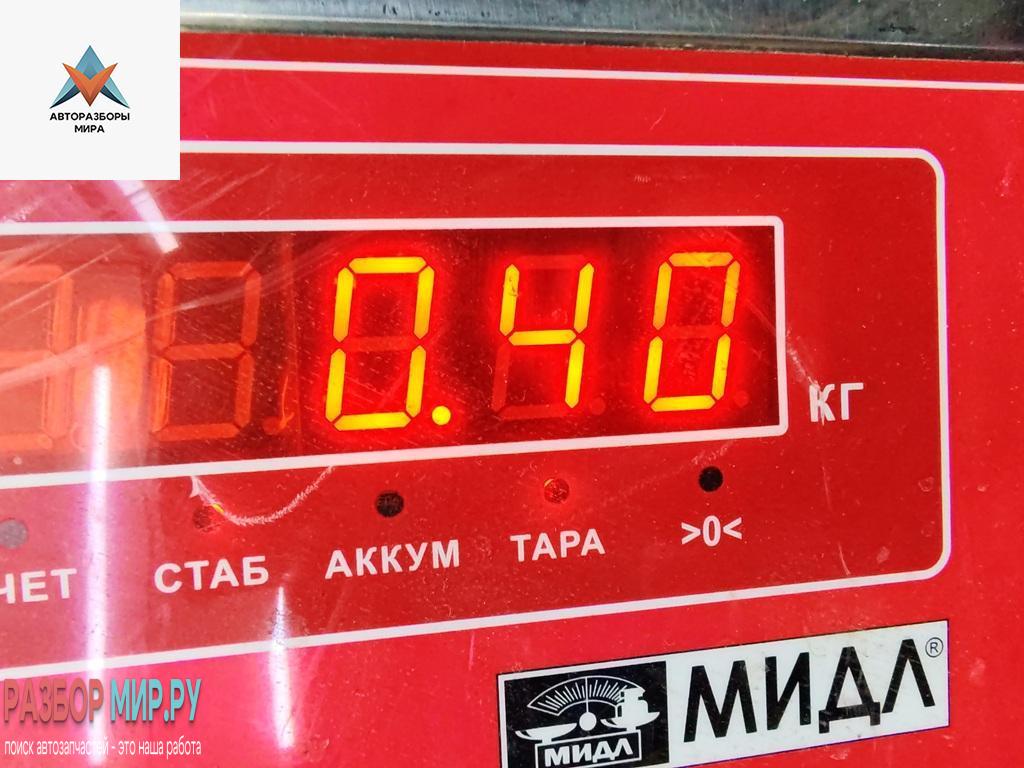 АВТОРАЗБОРЫ
МИРА
0.40
КГ
ЧЕТ СТАБ АККУМ ТАРА >0<
МИДЛ МИДЛ®
РАЗБОР МИР.РУ
поиск автозапчастей - это наша работа